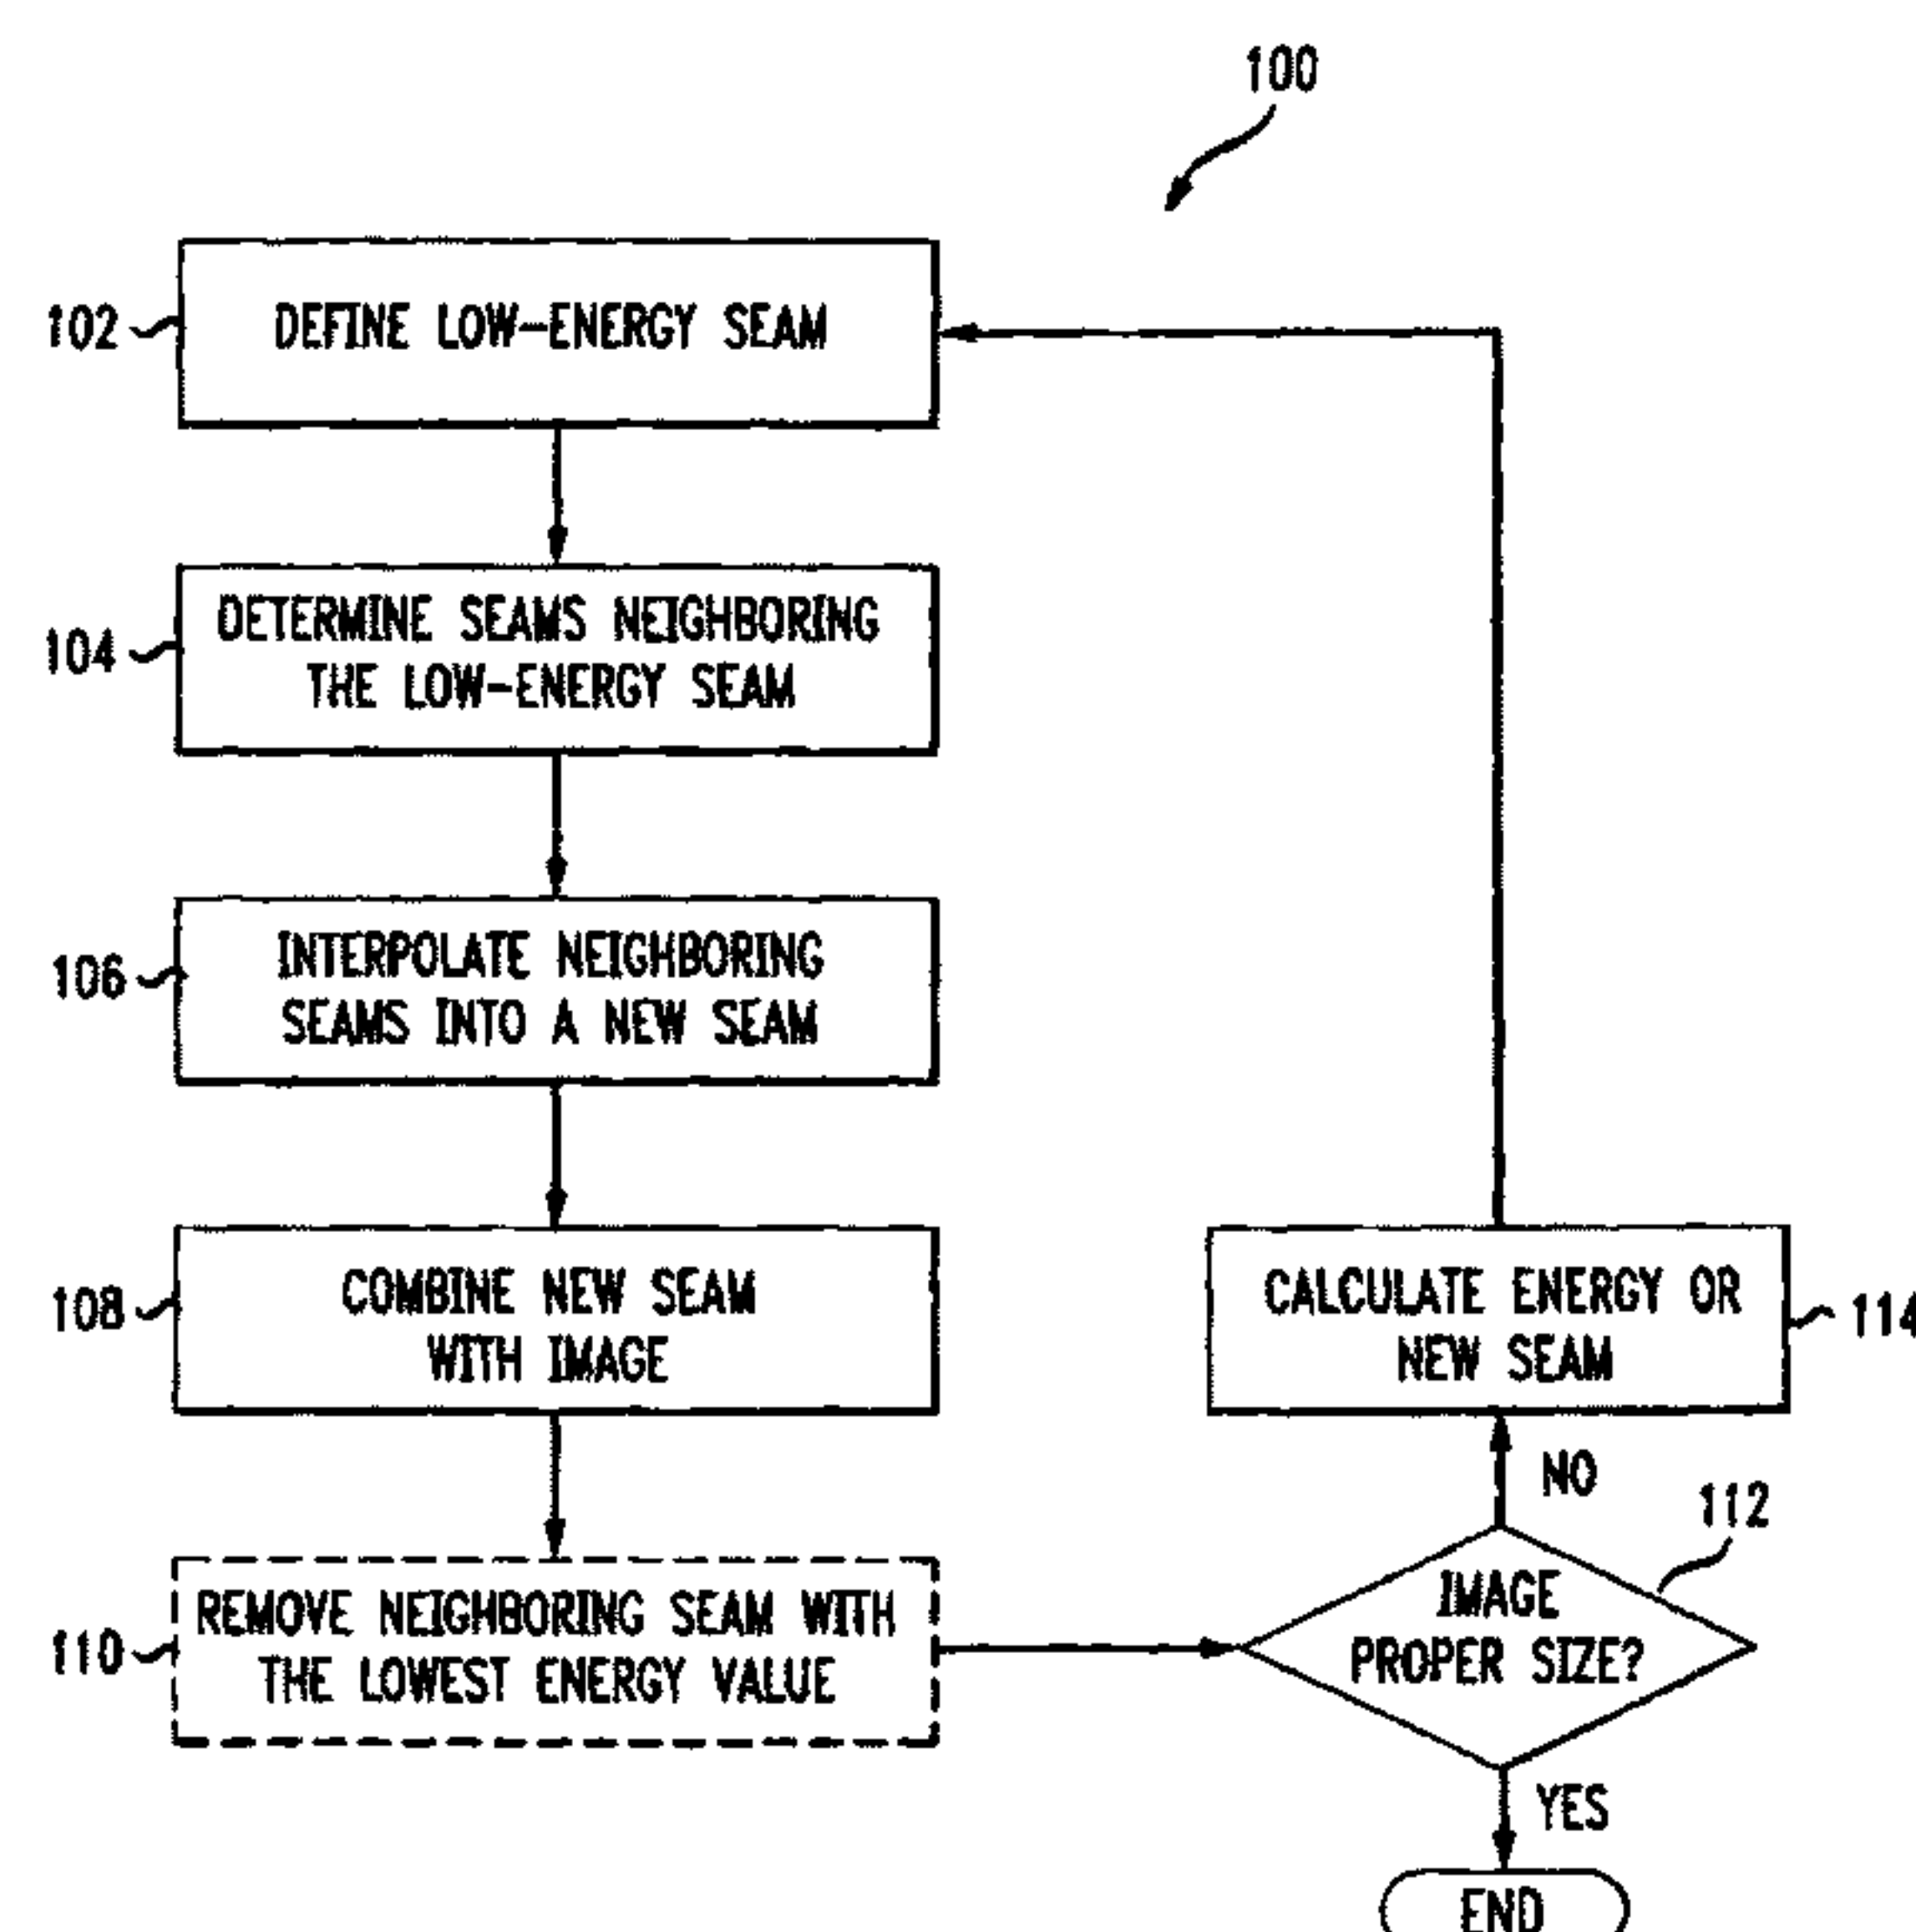 100
102
DEFINE LOW-ENERGY SEAM
104
DETERMINE SEAMS NEIGHBORING
THE LOW-ENERGY SEAM
106
INTERPOLATE NEIGHBORING
SEAMS INTO A NEW SEAM
108
COMBINE NEW SEAM
WITH IMAGE
110
REMOVE NEIGHBORING SEAM WITH
THE LOWEST ENERGY VALUE
CALCULATE ENERGY OR
NEW SEAM
114
NO
112
IMAGE
PROPER SIZE?
YES
END